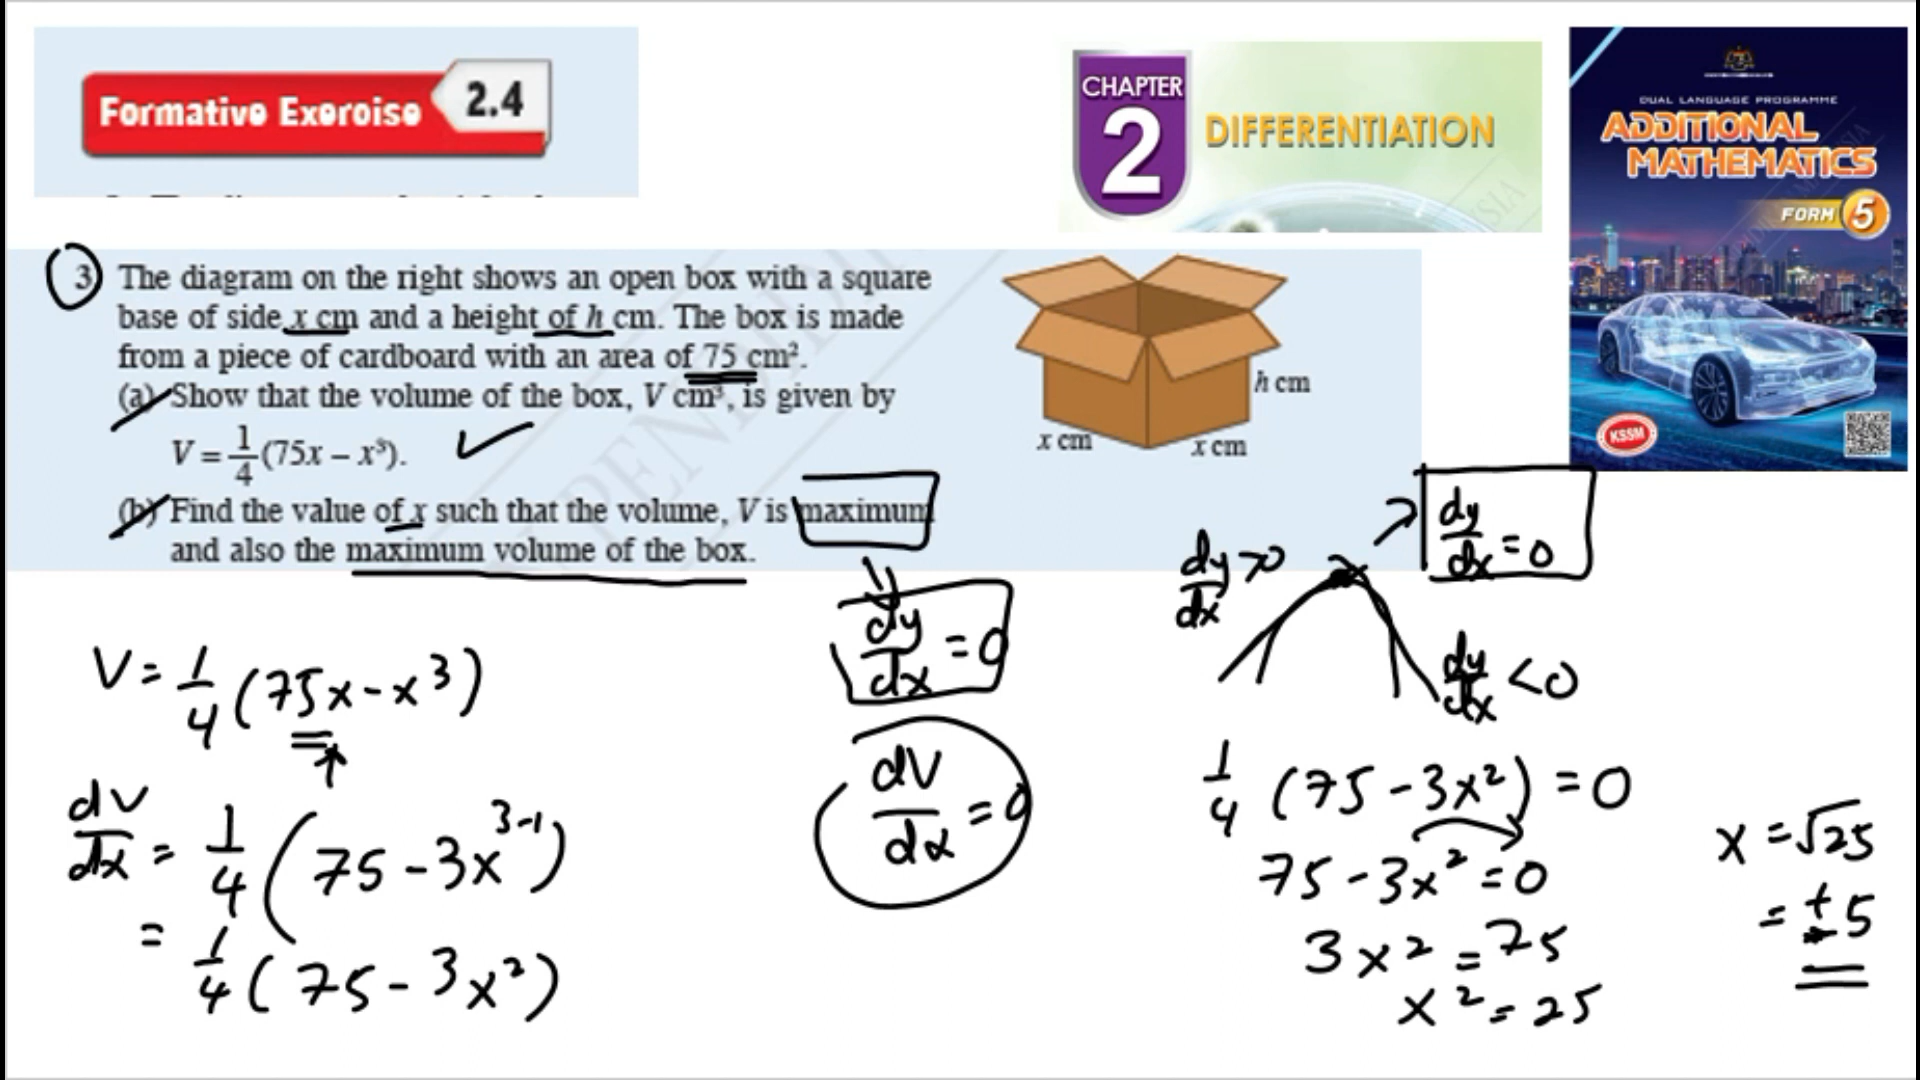 Formative Exercise 2.4
CHAPTER
2
DIFFERENTIATION
DUAL LANGUAGE PROGRAMME
ADDITIONAL
MATHEMATICS
FORM 5
KSSM
3 The diagram on the right shows an open box with a square
base of side x cm and a height of h cm. The box is made
from a piece of cardboard with an area of 75 cm².
(a) Show that the volume of the box, V cm³, is given by
V = 1/4 (75x – x³).
(b) Find the value of x such that the volume, V is maximum
and also the maximum volume of the box.
h cm
x cm
x cm
V = 1/4 (75x - x³)
dV/dx = 1/4 (75 - 3x³⁻¹)
= 1/4 (75 - 3x²)
dy/dx = 0
dV/dx = 0
dy/dx > 0
dy/dx = 0
dy/dx < 0
1/4 (75 - 3x²) = 0
75 - 3x² = 0
3x² = 75
x² = 25
x = √25
= ±5